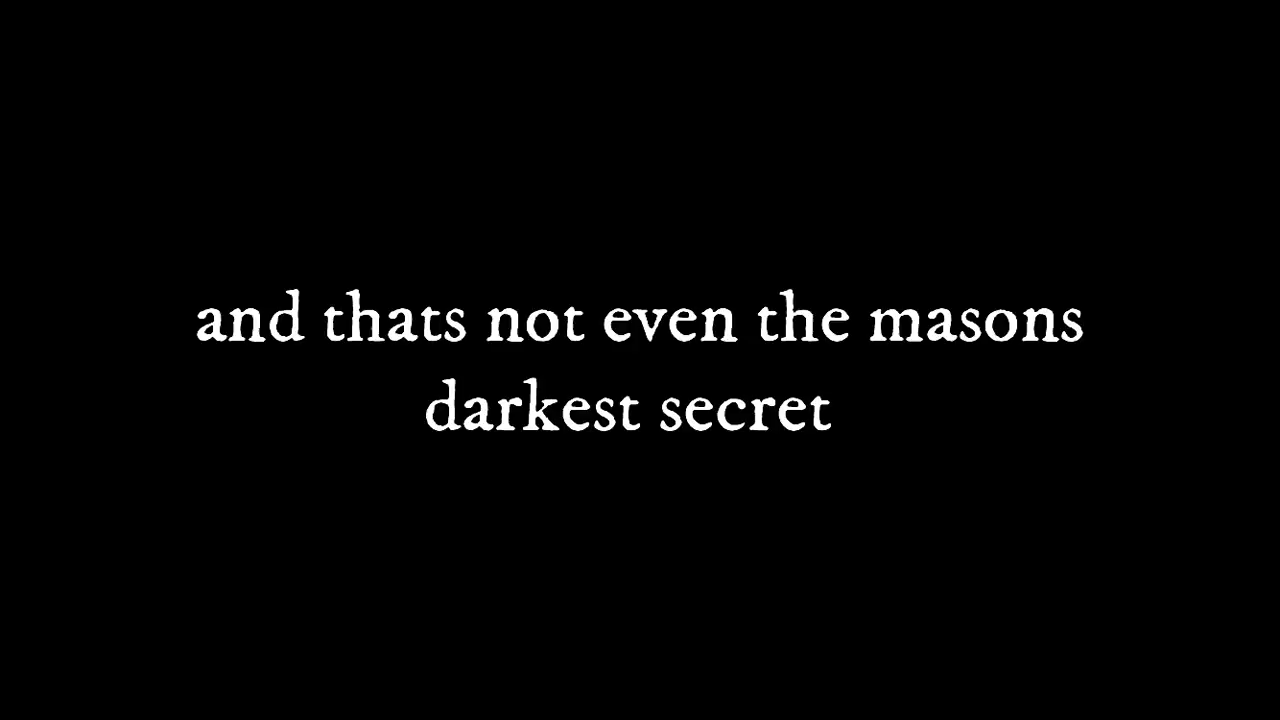 and thats not even the masons
darkest secret